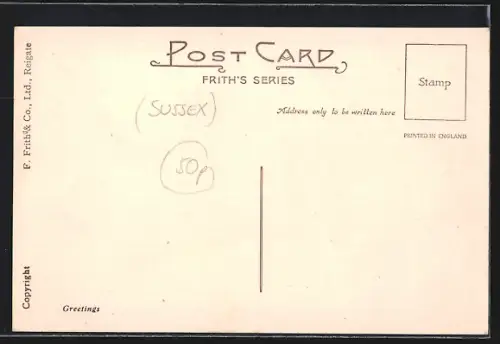 POST CARD
FRITH'S SERIES
Stamp
(SUSSEX)
Address only to be written here
PRINTED IN ENGLAND
50p
F. Frith & Co., Ltd., Reigate
Copyright
Greetings